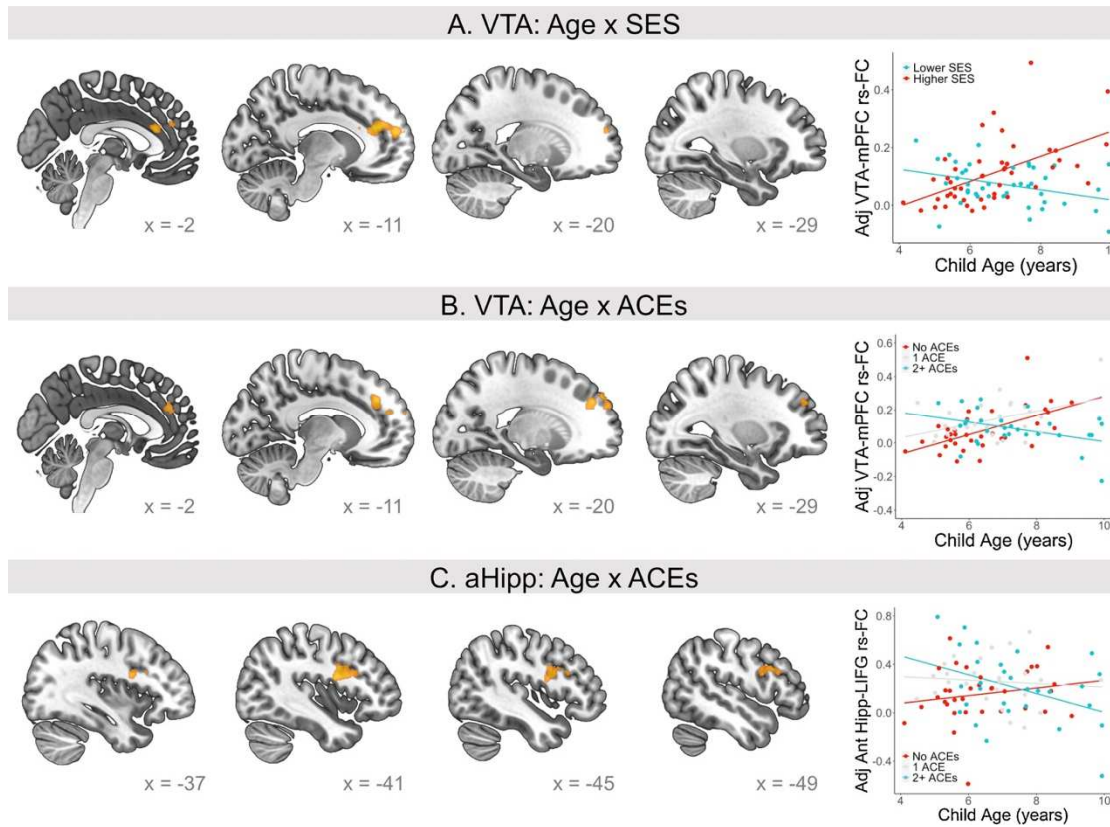 A. VTA: Age x SES
x = -2
x = -11
x = -20
x = -29
Adj VTA-mPFC rs-FC
0.4
0.2
0.0
Lower SES
Higher SES
4
6
8
1
Child Age (years)
B. VTA: Age x ACEs
x = -2
x = -11
x = -20
x = -29
Adj VTA-mPFC rs-FC
0.6
0.4
0.2
0.0
-0.2
-0.4
No ACEs
1 ACE
2+ ACEs
4
6
8
10
Child Age (years)
C. aHipp: Age x ACEs
x = -37
x = -41
x = -45
x = -49
Adj Ant Hipp-LIFG rs-FC
0.8
0.4
0.0
-0.4
No ACEs
1 ACE
2+ ACEs
4
6
8
10
Child Age (years)